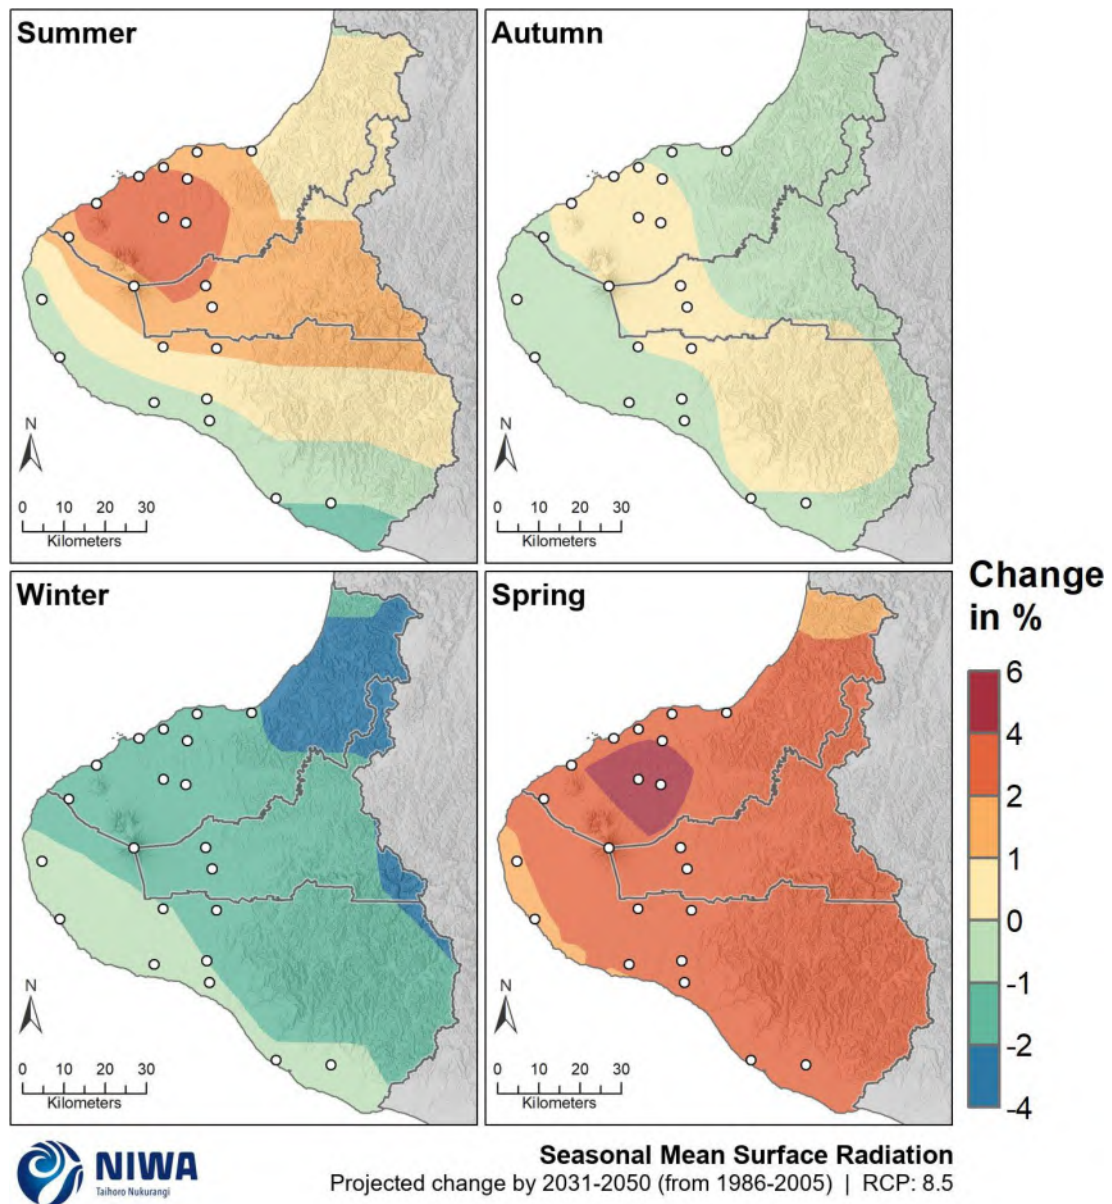 Summer
Autumn
N
0 10 20 30
Kilometers
N
0 10 20 30
Kilometers
Winter
Spring
N
0 10 20 30
Kilometers
N
0 10 20 30
Kilometers
Change
in %
6
4
2
1
0
-1
-2
-4
NIWA
Taihoro Nukurangi
Seasonal Mean Surface Radiation
Projected change by 2031-2050 (from 1986-2005) | RCP: 8.5